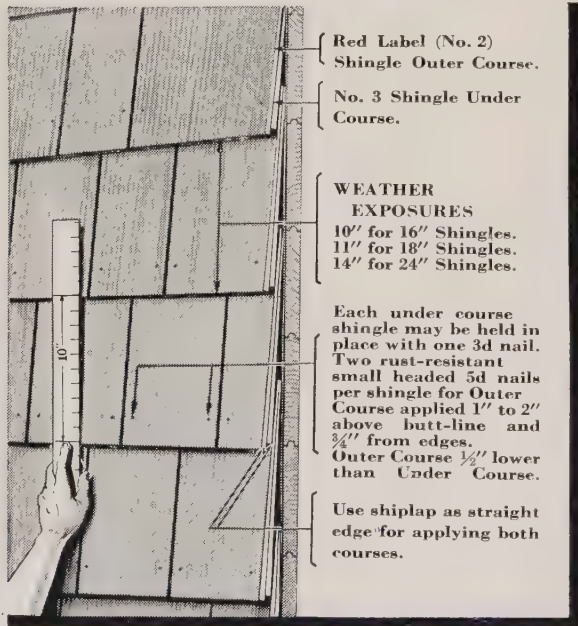 Red Label (No. 2)
Shingle Outer Course.
No. 3 Shingle Under
Course.
WEATHER
EXPOSURES
10″ for 16″ Shingles.
11″ for 18″ Shingles.
14″ for 24″ Shingles.
Each under course
shingle may be held in
place with one 3d nail.
Two rust-resistant
small headed 5d nails
per shingle for Outer
Course applied 1″ to 2″
above butt-line and
¾″ from edges.
Outer Course ½″ lower
than Under Course.
Use shiplap as straight
edge for applying both
courses.
10″